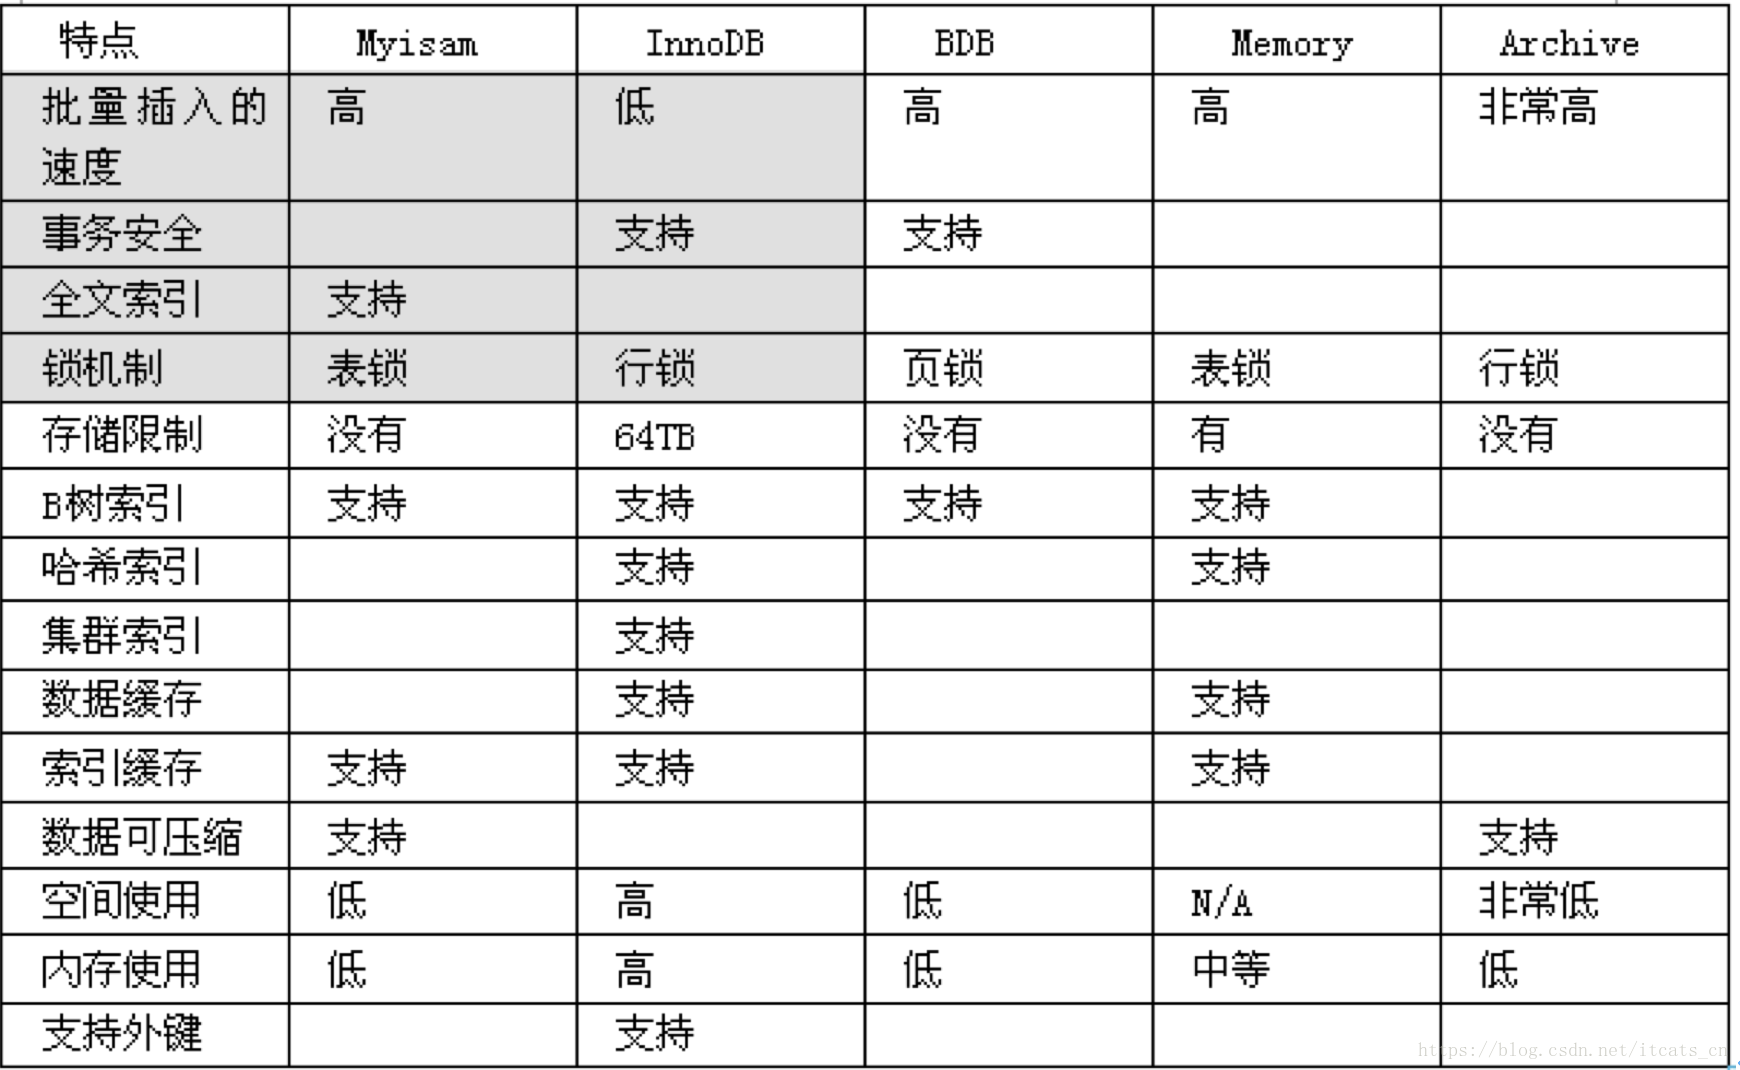 特点 Myisam InnoDB BDB Memory Archive
批量插入的 高 低 高 高 非常高
速度
事务安全 支持 支持
全文索引 支持
锁机制 表锁 行锁 页锁 表锁 行锁
存储限制 没有 64TB 没有 有 没有
B树索引 支持 支持 支持 支持
哈希索引 支持 支持
集群索引 支持
数据缓存 支持 支持
索引缓存 支持 支持 支持
数据可压缩 支持 支持
空间使用 低 高 低 N/A 非常低
内存使用 低 高 低 中等 低
支持外键 支持
https://blog.csdn.net/itcats_cn